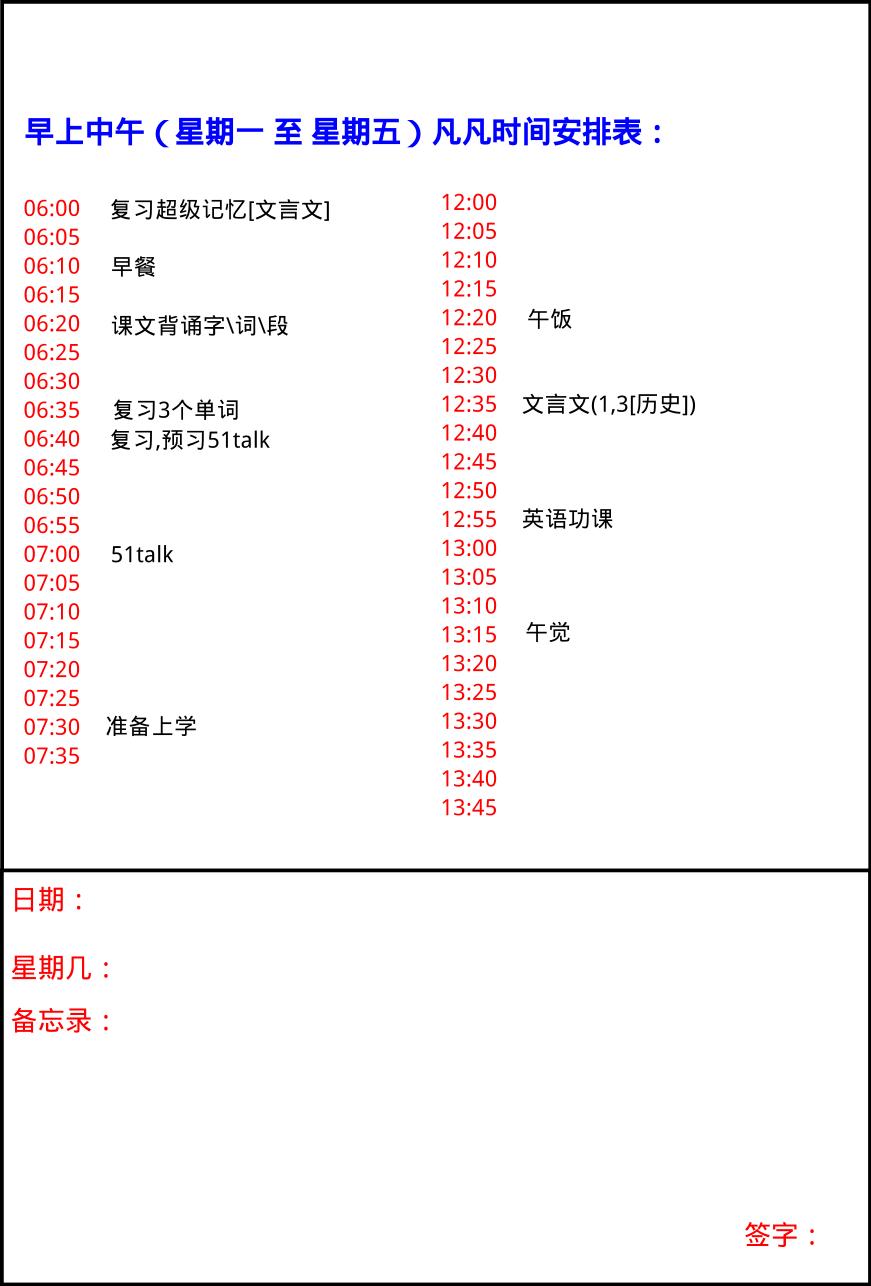 早上中午（星期一 至 星期五）凡凡时间安排表：
06:00 复习超级记忆[文言文]
06:05
06:10 早餐
06:15
06:20 课文背诵字\词\段
06:25
06:30
06:35 复习3个单词
06:40 复习,预习51talk
06:45
06:50
06:55
07:00 51talk
07:05
07:10
07:15
07:20
07:25
07:30 准备上学
07:35
12:00
12:05
12:10
12:15
12:20 午饭
12:25
12:30
12:35 文言文(1,3[历史])
12:40
12:45
12:50
12:55 英语功课
13:00
13:05
13:10
13:15 午觉
13:20
13:25
13:30
13:35
13:40
13:45
日期：
星期几：
备忘录：
签字：